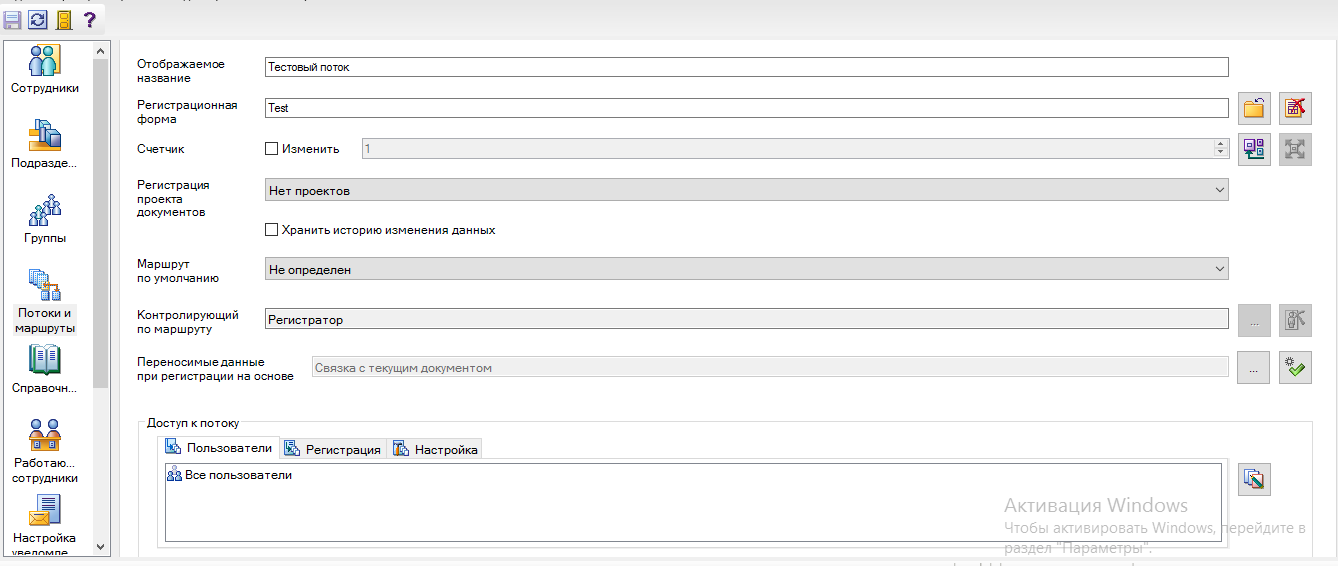 Сотрудники
Подразде...
Группы
Потоки и
маршруты
Справочн...
Работаю...
сотрудники
Настройка
уведомле...
Отображаемое
название
Тестовый поток
Регистрационная
форма
Test
Счетчик
Изменить
1
Регистрация
проекта
документов
Нет проектов
Хранить историю изменения данных
Маршрут
по умолчанию
Не определен
Контролирующий
по маршруту
Регистратор
...
Переносимые данные
при регистрации на основе
Связка с текущим документом
...
Доступ к потоку
Пользователи
Регистрация
Настройка
Все пользователи
Активация Windows
Чтобы активировать Windows, перейдите в
раздел "Параметры".